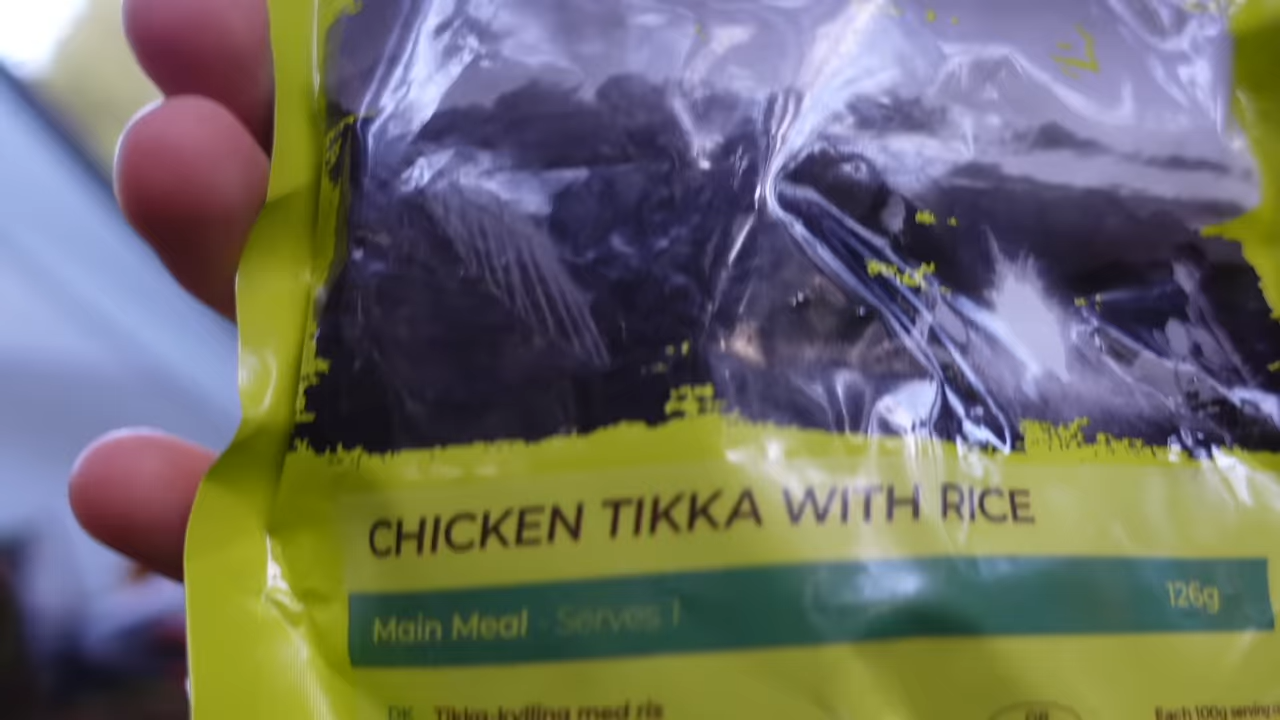 CHICKEN TIKKA WITH RICE
Main Meal - Serves 1
126g
DK Tikka-kylling med ris
Each 100g serving